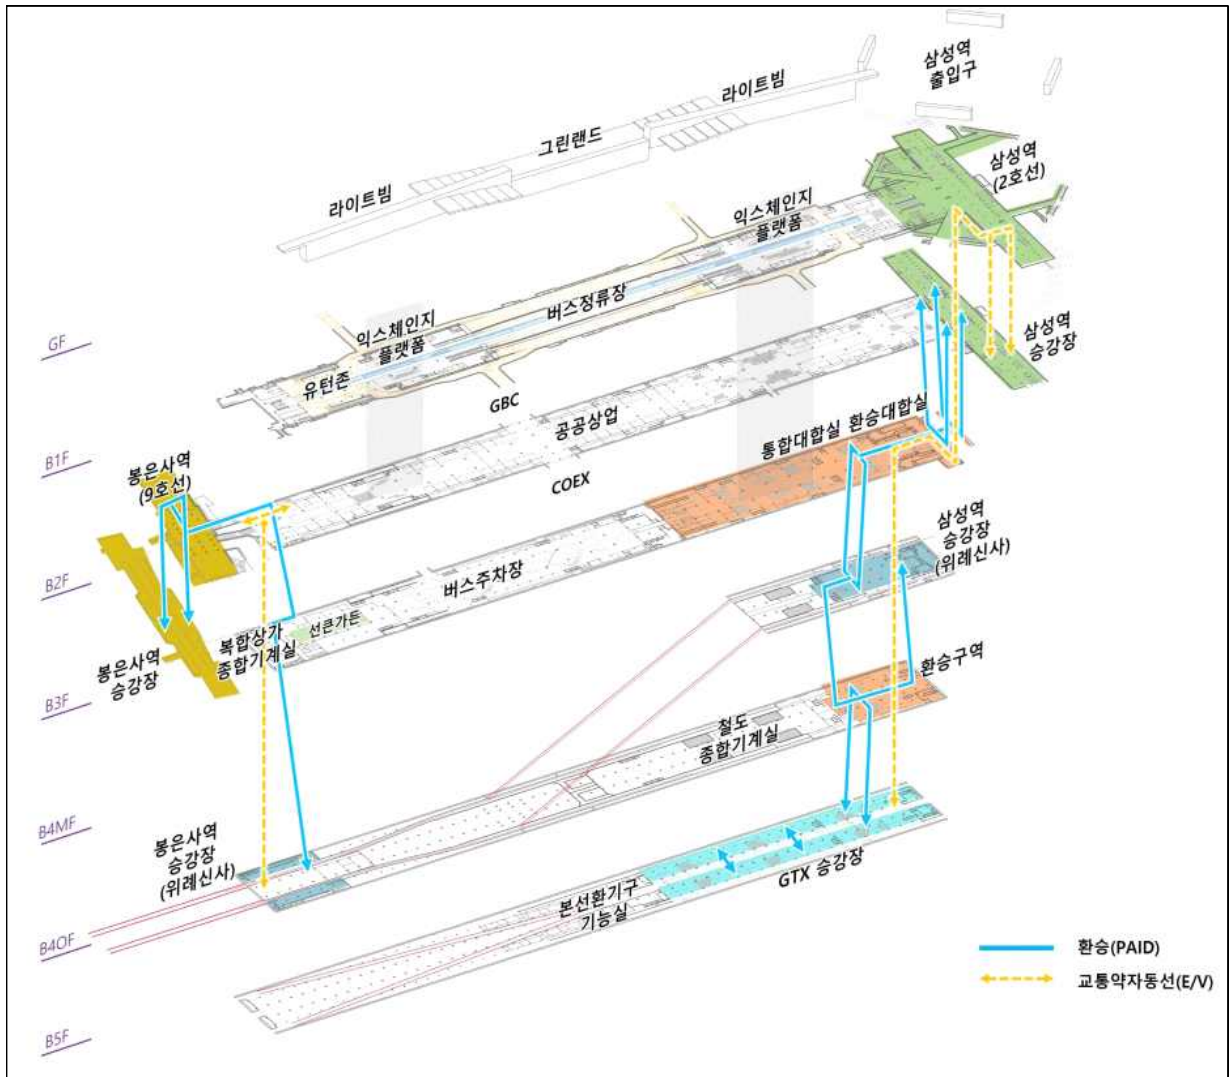 삼성역
출입구
라이트빔
그린랜드
라이트빔
삼성역
(2호선)
익스체인지
플랫폼
버스정류장
익스체인지
플랫폼
유턴존
GF
삼성역
승강장
GBC
공공상업
통합대합실 환승대합실
COEX
B1F
봉은사역
(9호선)
삼성역
승강장
(위례신사)
B2F
버스주차장
선큰가든
복합상가
종합기계실
봉은사역
승강장
환승구역
B3F
철도
종합기계실
B4MF
봉은사역
승강장
(위례신사)
GTX 승강장
본선환기구
기능실
B4OF
환승(PAID)
교통약자동선(E/V)
B5F